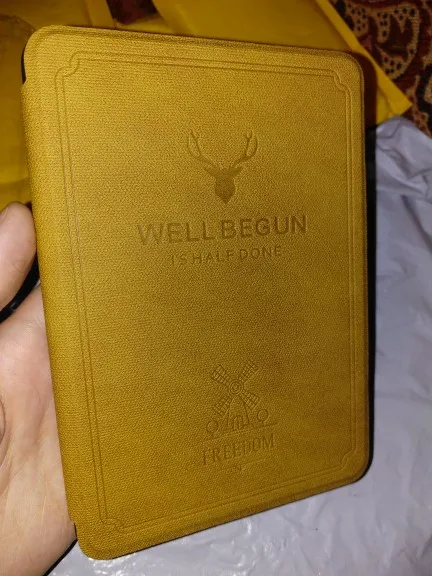 WELL BEGUN
IS HALF DONE
FREEDOM